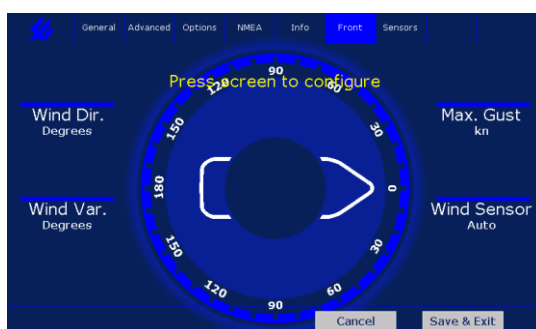 General Advanced Options NMEA Info Front Sensors
Press screen to configure
Wind Dir.
Degrees
Max. Gust
kn
Wind Var.
Degrees
Wind Sensor
Auto
90
120
60
150
30
180
0
150
30
120
60
90
Cancel
Save & Exit